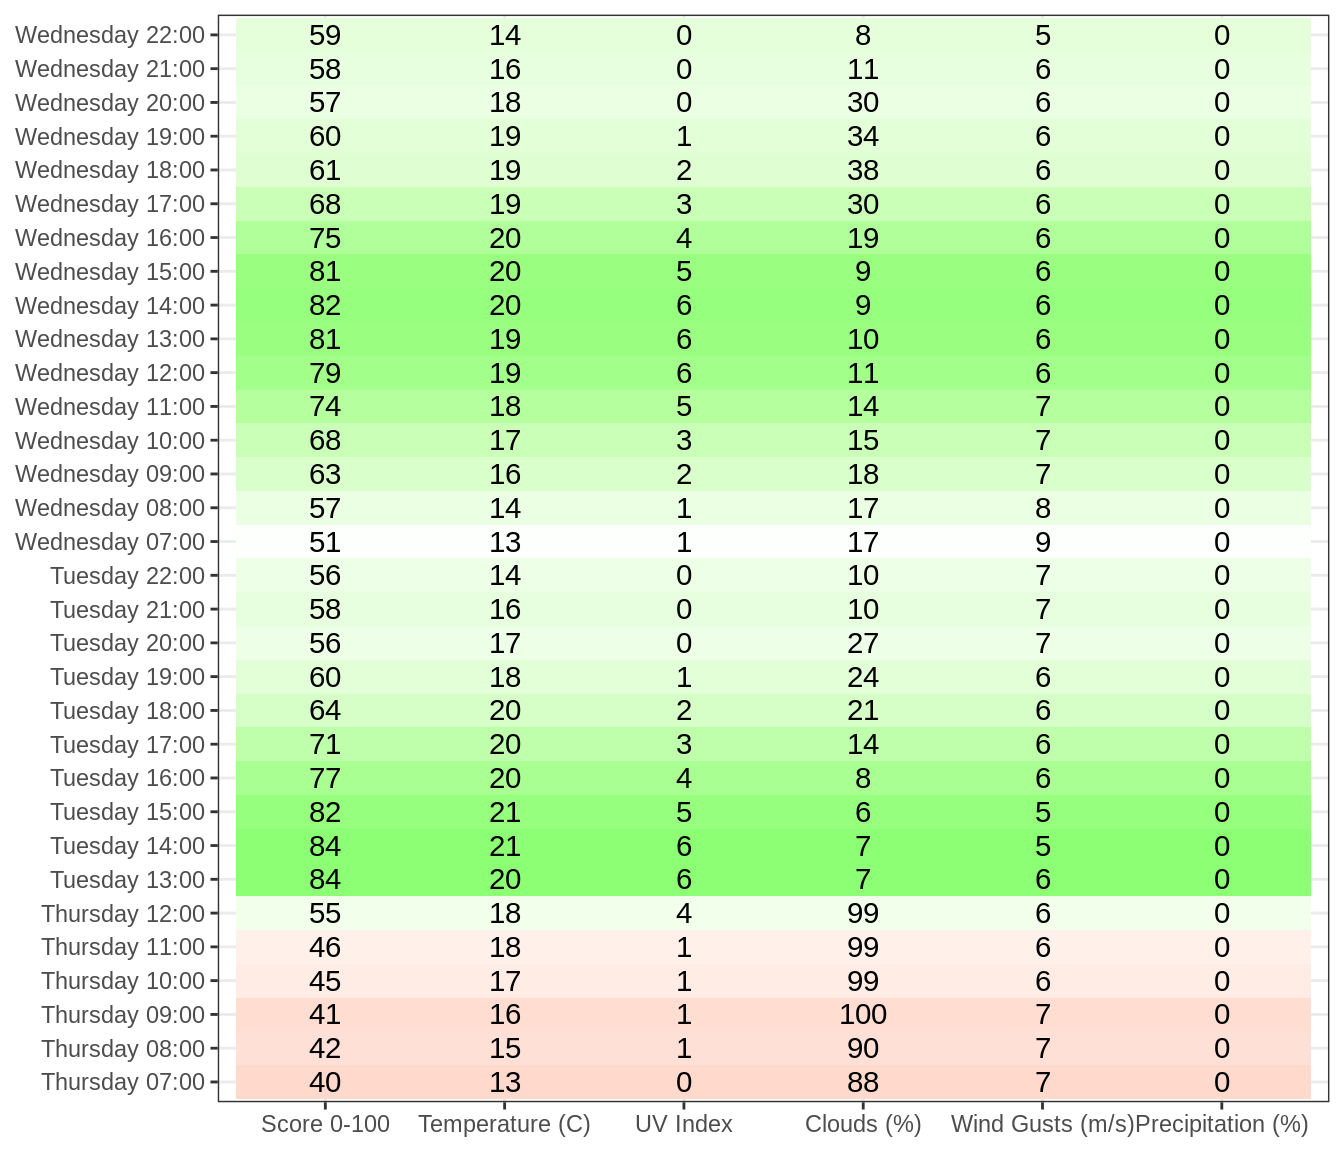 Wednesday 22:00 59 14 0 8 5 0
Wednesday 21:00 58 16 0 11 6 0
Wednesday 20:00 57 18 0 30 6 0
Wednesday 19:00 60 19 1 34 6 0
Wednesday 18:00 61 19 2 38 6 0
Wednesday 17:00 68 19 3 30 6 0
Wednesday 16:00 75 20 4 19 6 0
Wednesday 15:00 81 20 5 9 6 0
Wednesday 14:00 82 20 6 9 6 0
Wednesday 13:00 81 19 6 10 6 0
Wednesday 12:00 79 19 6 11 6 0
Wednesday 11:00 74 18 5 14 7 0
Wednesday 10:00 68 17 3 15 7 0
Wednesday 09:00 63 16 2 18 7 0
Wednesday 08:00 57 14 1 17 8 0
Wednesday 07:00 51 13 1 17 9 0
Tuesday 22:00 56 14 0 10 7 0
Tuesday 21:00 58 16 0 10 7 0
Tuesday 20:00 56 17 0 27 7 0
Tuesday 19:00 60 18 1 24 6 0
Tuesday 18:00 64 20 2 21 6 0
Tuesday 17:00 71 20 3 14 6 0
Tuesday 16:00 77 20 4 8 6 0
Tuesday 15:00 82 21 5 6 5 0
Tuesday 14:00 84 21 6 7 5 0
Tuesday 13:00 84 20 6 7 6 0
Thursday 12:00 55 18 4 99 6 0
Thursday 11:00 46 18 1 99 6 0
Thursday 10:00 45 17 1 99 6 0
Thursday 09:00 41 16 1 100 7 0
Thursday 08:00 42 15 1 90 7 0
Thursday 07:00 40 13 0 88 7 0
Score 0-100 Temperature (C) UV Index Clouds (%) Wind Gusts (m/s) Precipitation (%)